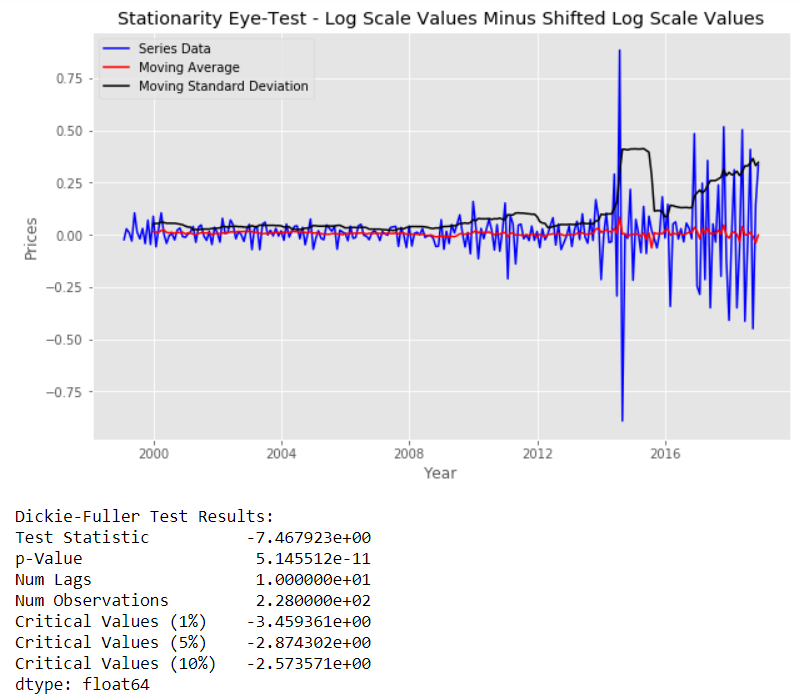 Stationarity Eye-Test - Log Scale Values Minus Shifted Log Scale Values
Series Data
Moving Average
Moving Standard Deviation
0.75
0.50
0.25
0.00
−0.25
−0.50
−0.75
Prices
2000 2004 2008 2012 2016
Year
Dickie-Fuller Test Results:
Test Statistic -7.467923e+00
p-Value 5.145512e-11
Num Lags 1.000000e+01
Num Observations 2.280000e+02
Critical Values (1%) -3.459361e+00
Critical Values (5%) -2.874302e+00
Critical Values (10%) -2.573571e+00
dtype: float64